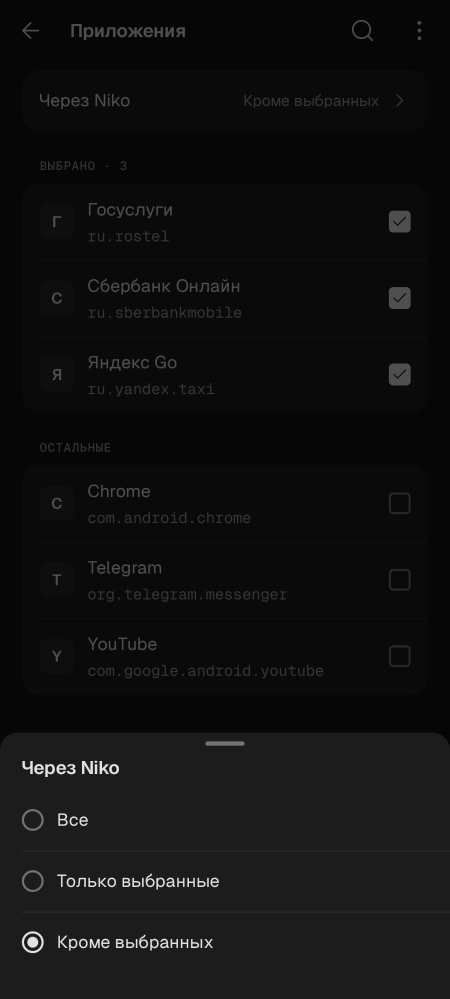 Приложения
Через Niko
Кроме выбранных
ВЫБРАНО · 3
Г
Госуслуги
ru.rostel
С
Сбербанк Онлайн
ru.sberbankmobile
Я
Яндекс Go
ru.yandex.taxi
ОСТАЛЬНЫЕ
C
Chrome
com.android.chrome
T
Telegram
org.telegram.messenger
Y
YouTube
com.google.android.youtube
Через Niko
Все
Только выбранные
Кроме выбранных